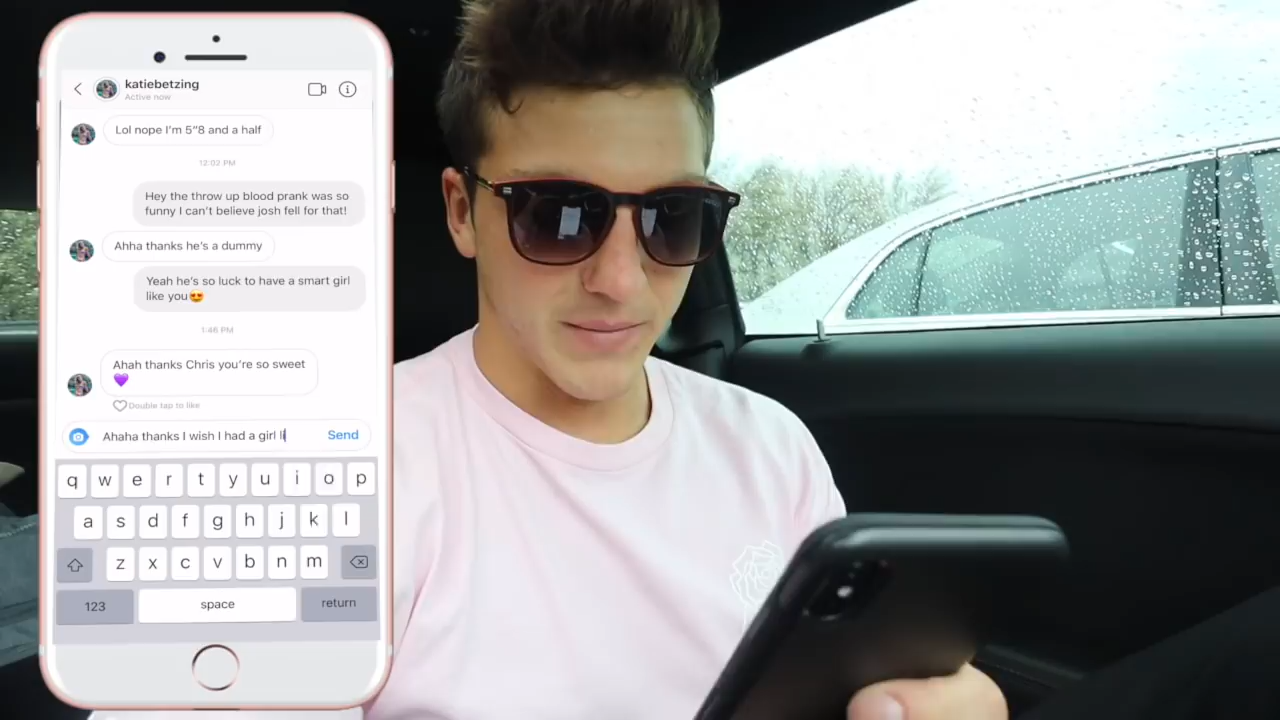 katiebetzing
Active now
Lol nope I'm 5"8 and a half
12:02 PM
Hey the throw up blood prank was so
funny I can't believe josh fell for that!
Ahha thanks he's a dummy
Yeah he's so luck to have a smart girl
like you😍
1:46 PM
Ahah thanks Chris you're so sweet
💜
Double tap to like
Ahaha thanks I wish I had a girl li
Send
q w e r t y u i o p
a s d f g h j k l
z x c v b n m
123 space return